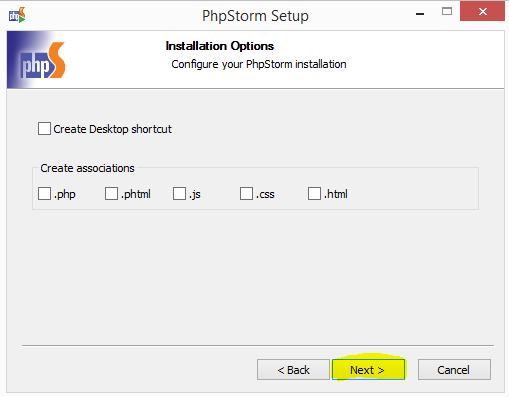 PhpStorm Setup
phpS
Installation Options
Configure your PhpStorm installation
Create Desktop shortcut
Create associations
.php .phtml .js .css .html
< Back Next > Cancel